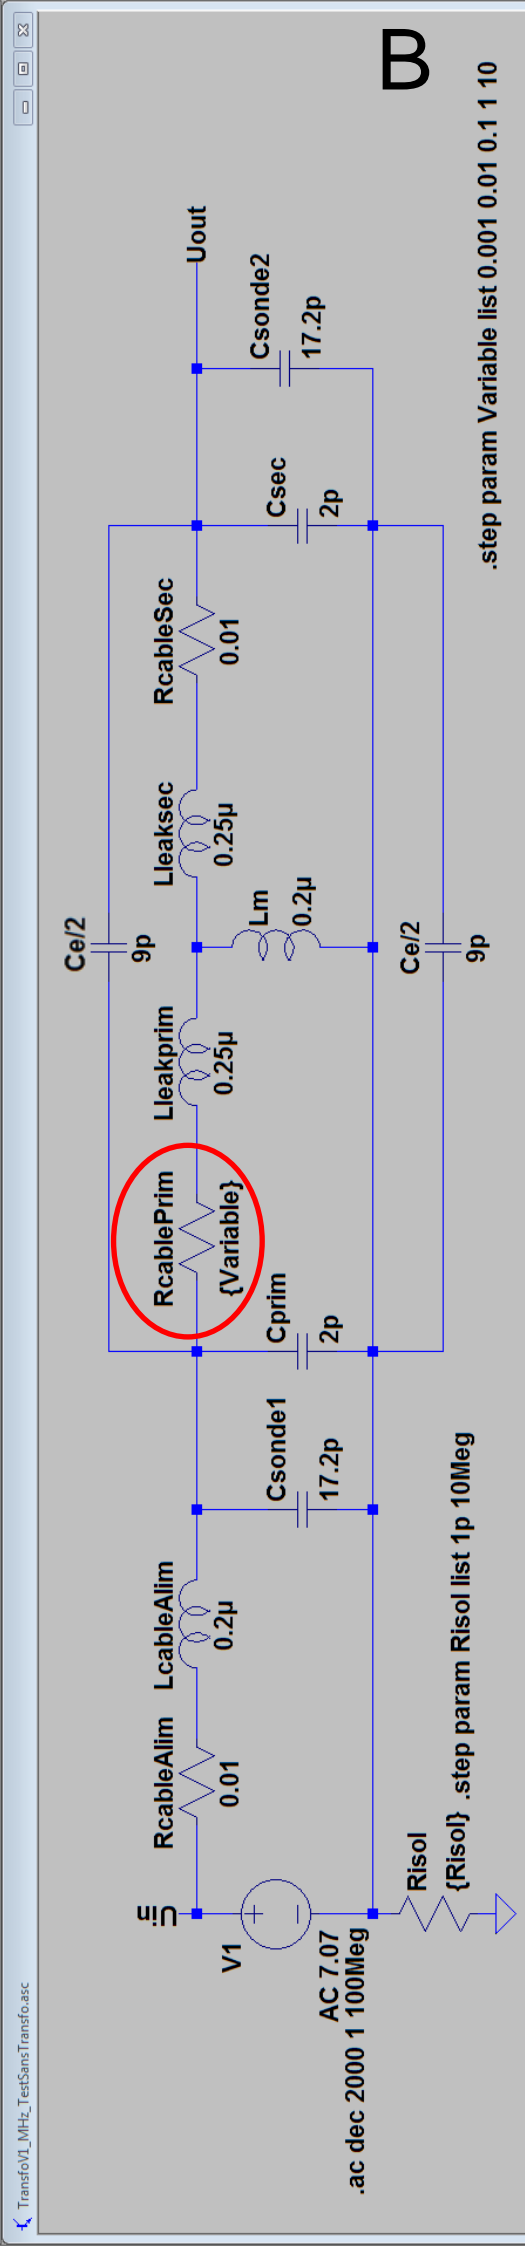 TransfoV1_MHz_TestSansTransfo.asc
B
Ce/2
9p
RcableAlim
0.01
LcableAlim
0.2µ
RcablePrim
{Variable}
Lleakprim
0.25µ
Lleaksec
0.25µ
RcableSec
0.01
Uout
Uin
V1
AC 7.07
.ac dec 2000 1 100Meg
Csonde1
17.2p
Cprim
2p
Lm
0.2µ
Csec
2p
Csonde2
17.2p
Risol
{Risol}
.step param Risol list 1p 10Meg
Ce/2
9p
.step param Variable list 0.001 0.01 0.1 1 10